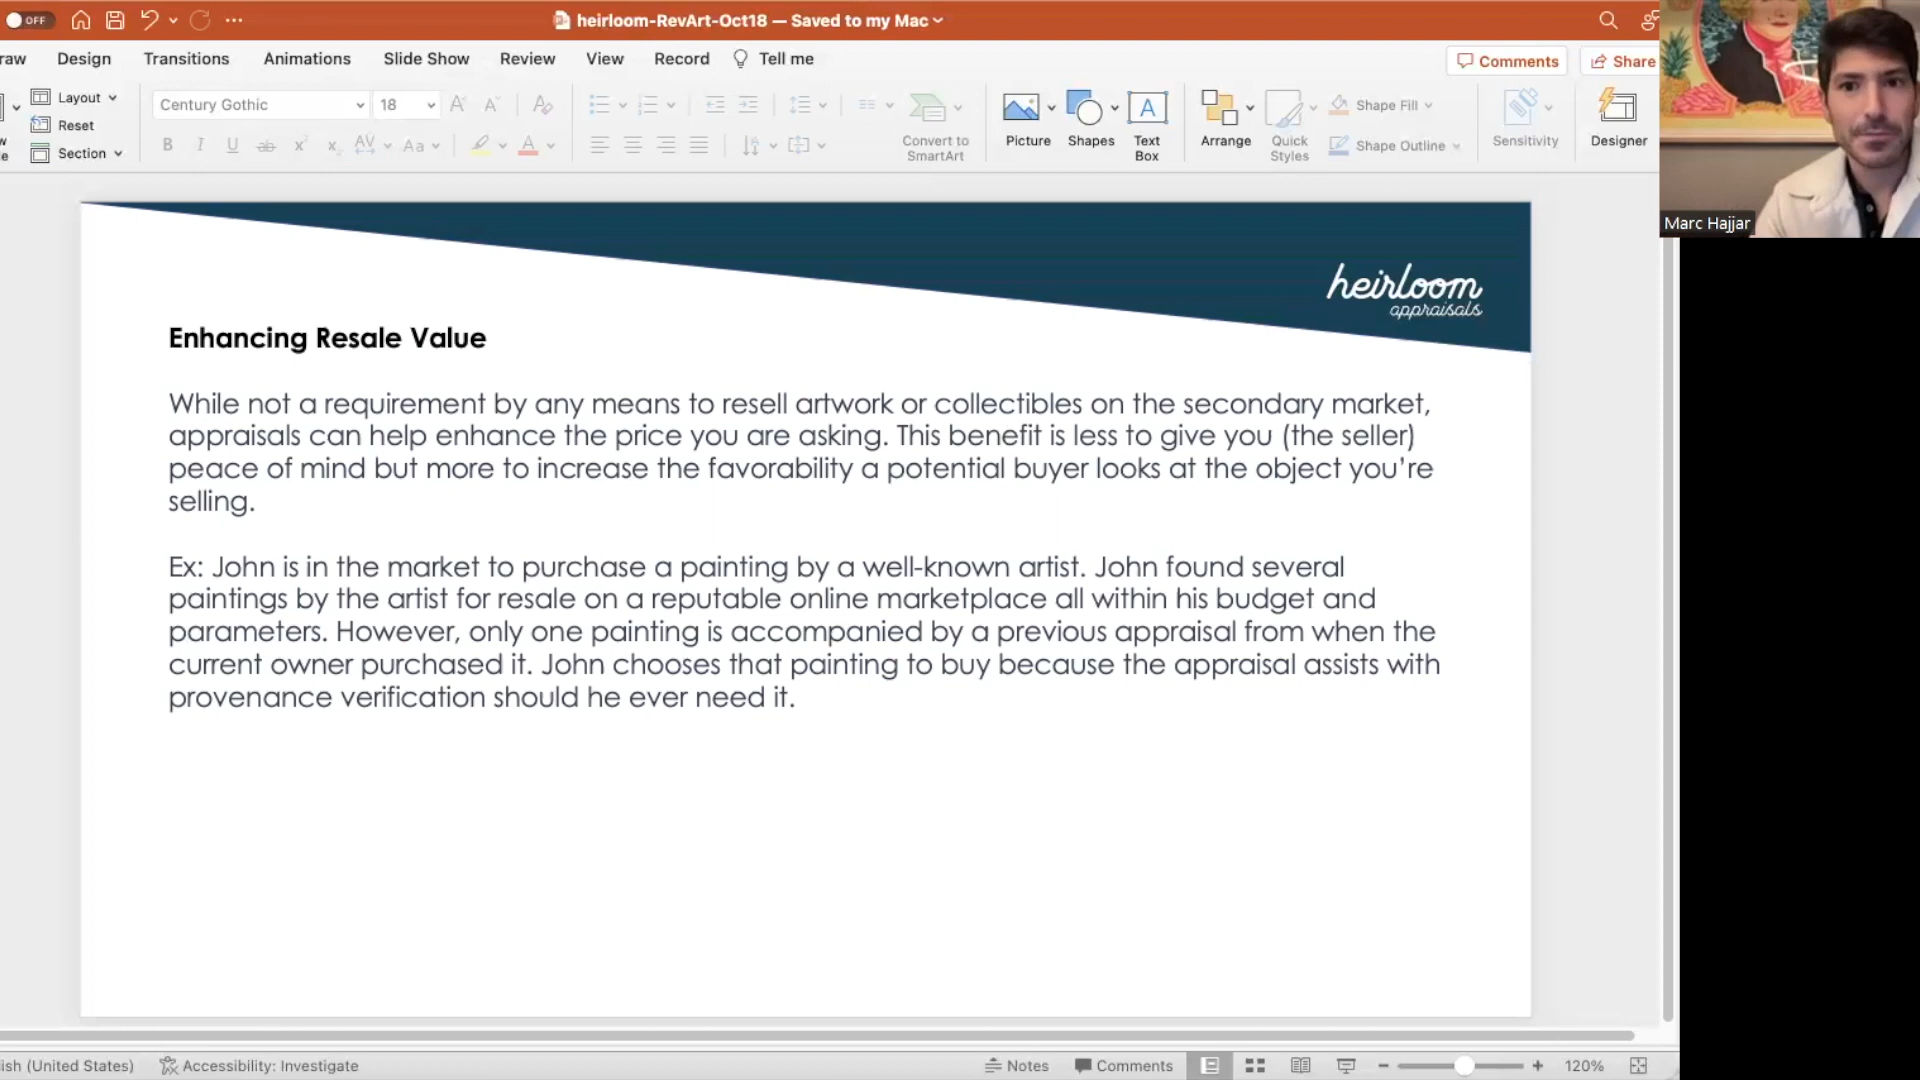 OFF
heirloom-RevArt-Oct18 — Saved to my Mac
raw Design Transitions Animations Slide Show Review View Record Tell me Comments Share
Layout
Reset
Section
Century Gothic 18
Convert to
SmartArt
Picture
Shapes
Text
Box
Arrange
Quick
Styles
Shape Fill
Shape Outline
Sensitivity
Designer
Marc Hajjar
heirloom
appraisals
Enhancing Resale Value
While not a requirement by any means to resell artwork or collectibles on the secondary market,
appraisals can help enhance the price you are asking. This benefit is less to give you (the seller)
peace of mind but more to increase the favorability a potential buyer looks at the object you're
selling.
Ex: John is in the market to purchase a painting by a well-known artist. John found several
paintings by the artist for resale on a reputable online marketplace all within his budget and
parameters. However, only one painting is accompanied by a previous appraisal from when the
current owner purchased it. John chooses that painting to buy because the appraisal assists with
provenance verification should he ever need it.
ish (United States) Accessibility: Investigate Notes Comments 120%